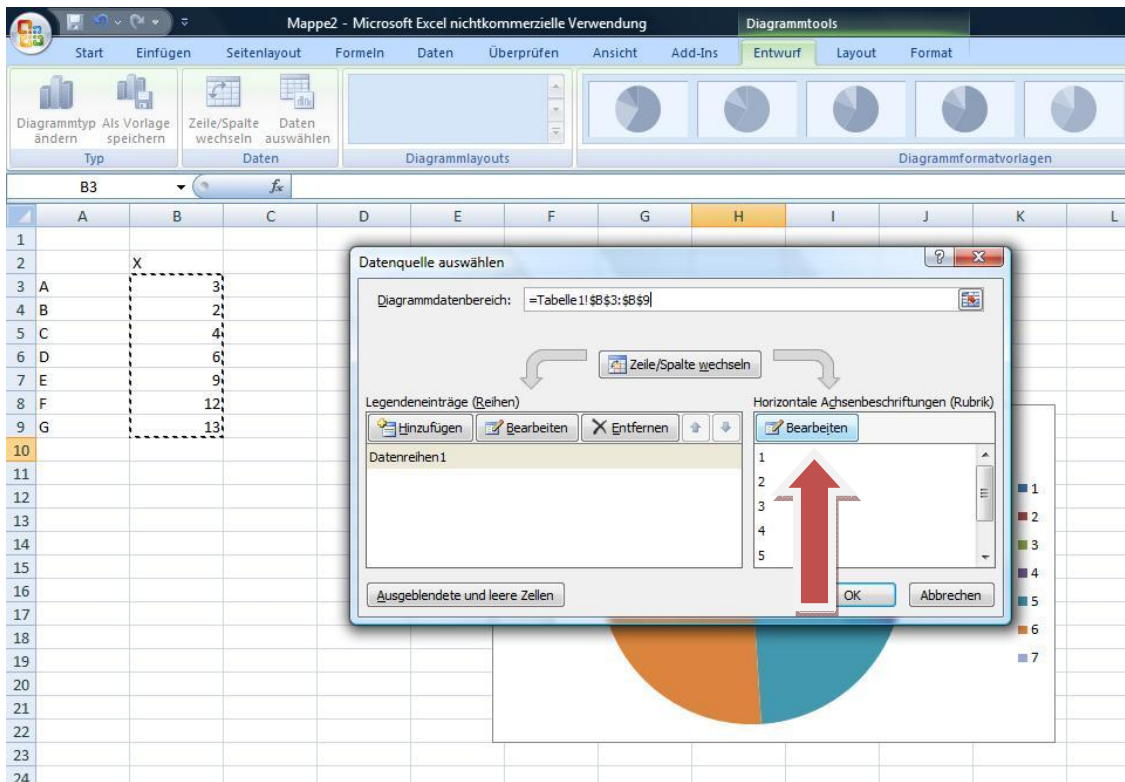 Mappe2 - Microsoft Excel nichtkommerzielle Verwendung Diagrammtools
Start Einfügen Seitenlayout Formeln Daten Überprüfen Ansicht Add-Ins Entwurf Layout Format
Diagrammtyp ändern
Als Vorlage speichern
Zeile/Spalte wechseln
Daten auswählen
Typ Daten Diagrammlayouts Diagrammformatvorlagen
B3 fx
A B C D E F G H I J K L
1
2 X
3 A 3
4 B 2
5 C 4
6 D 6
7 E 9
8 F 12
9 G 13
10
11
12
13
14
15
16
17
18
19
20
21
22
23
24
Datenquelle auswählen ?
Diagrammdatenbereich: =Tabelle1!$B$3:$B$9
Zeile/Spalte wechseln
Legendeneinträge (Reihen)
Hinzufügen Bearbeiten Entfernen
Datenreihen1
Horizontale Achsenbeschriftungen (Rubrik)
Bearbeiten
1
2
3
4
5
Ausgeblendete und leere Zellen OK Abbrechen
1
2
3
4
5
6
7